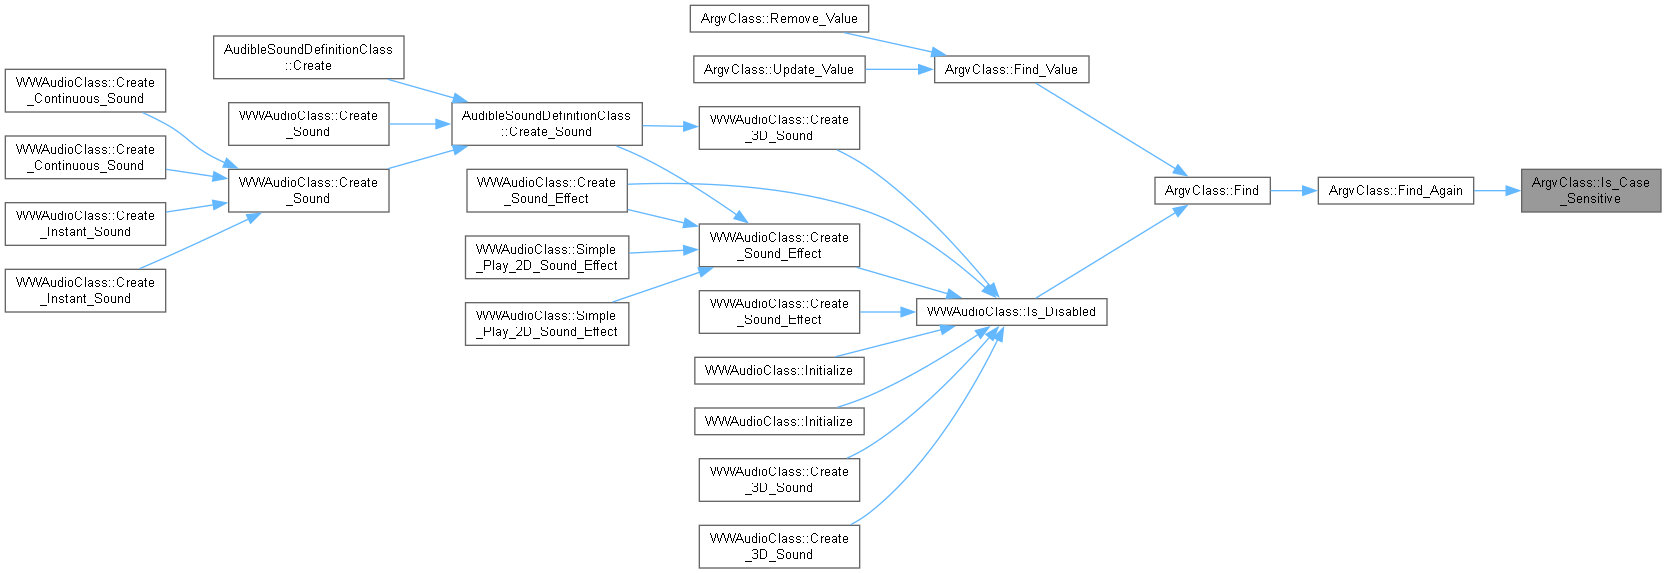 ArgvClass::Remove_Value
AudibleSoundDefinitionClass
::Create
ArgvClass::Update_Value
ArgvClass::Find_Value
WWAudioClass::Create
_Continuous_Sound
WWAudioClass::Create
_Sound
AudibleSoundDefinitionClass
::Create_Sound
WWAudioClass::Create
_3D_Sound
WWAudioClass::Create
_Continuous_Sound
WWAudioClass::Create
_Sound
WWAudioClass::Create
_Sound_Effect
ArgvClass::Find
ArgvClass::Find_Again
ArgvClass::Is_Case
_Sensitive
WWAudioClass::Create
_Instant_Sound
WWAudioClass::Simple
_Play_2D_Sound_Effect
WWAudioClass::Create
_Sound_Effect
WWAudioClass::Create
_Instant_Sound
WWAudioClass::Simple
_Play_2D_Sound_Effect
WWAudioClass::Create
_Sound_Effect
WWAudioClass::Is_Disabled
WWAudioClass::Initialize
WWAudioClass::Initialize
WWAudioClass::Create
_3D_Sound
WWAudioClass::Create
_3D_Sound